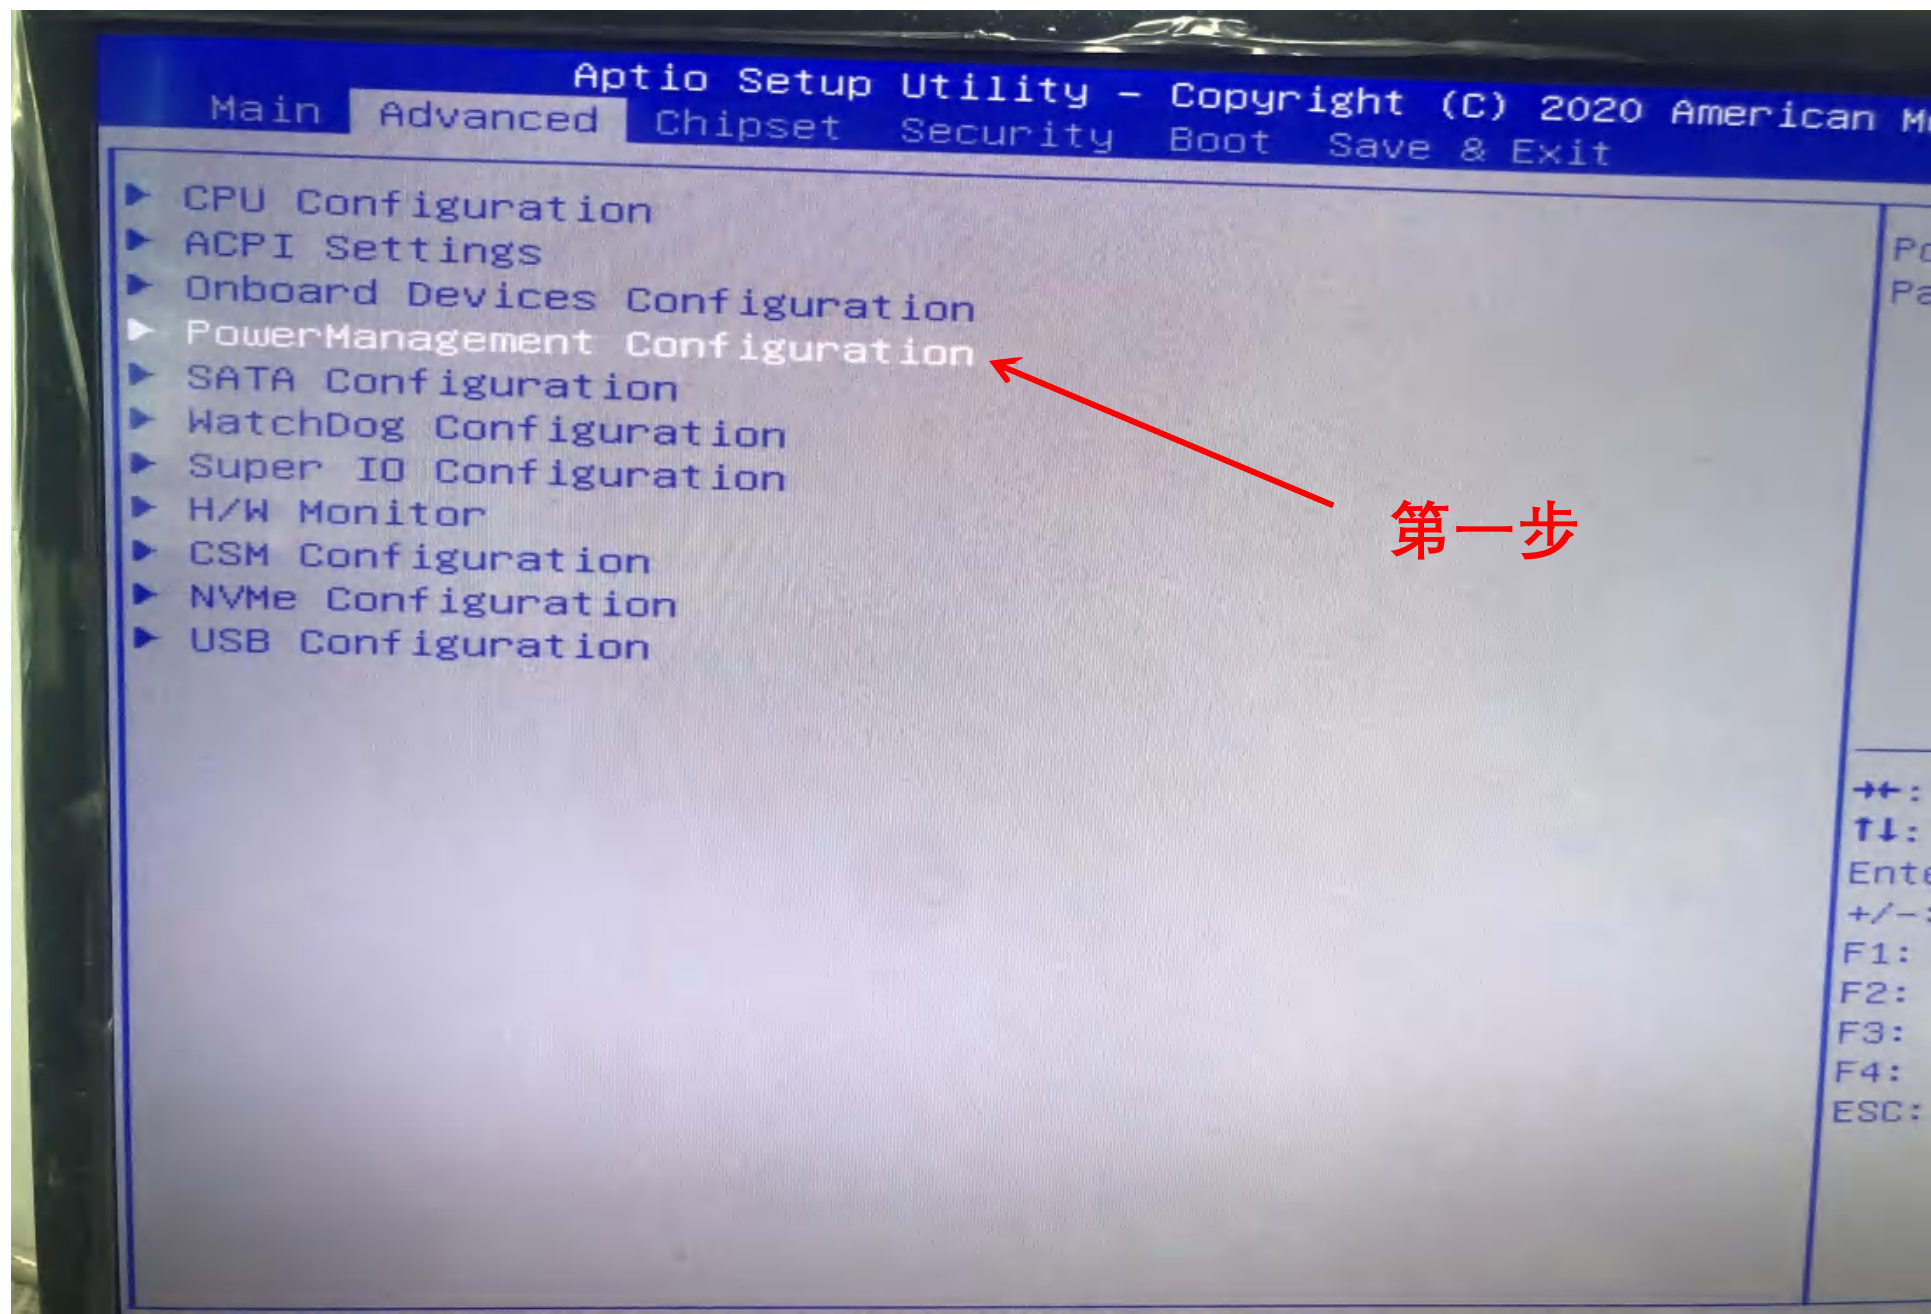 Aptio Setup Utility – Copyright (C) 2020 American
Main Advanced Chipset Security Boot Save & Exit
▶ CPU Configuration
▶ ACPI Settings
▶ Onboard Devices Configuration
▶ PowerManagement Configuration
▶ SATA Configuration
▶ WatchDog Configuration
▶ Super IO Configuration
▶ H/W Monitor
▶ CSM Configuration
▶ NVMe Configuration
▶ USB Configuration
第一步
→←:
↑↓:
+/-:
F1:
F2:
F3:
F4:
ESC: